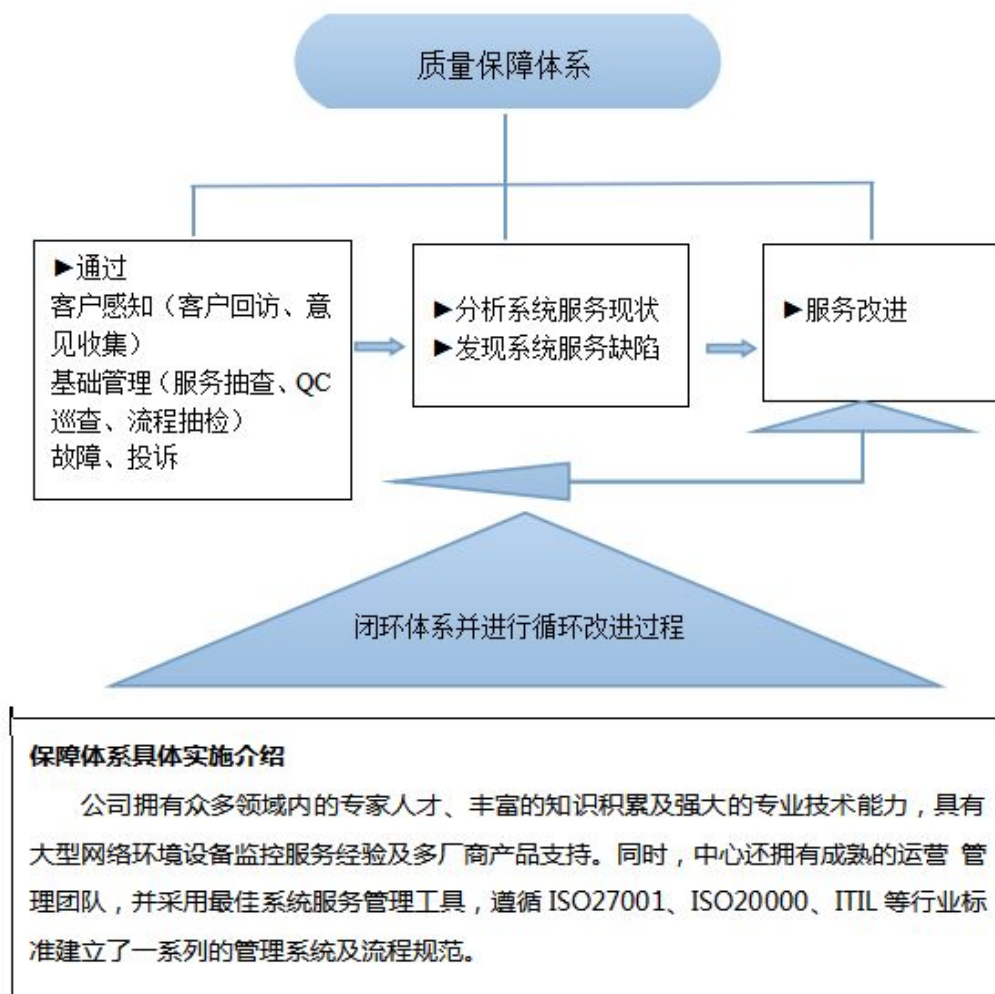 质量保障体系
►通过
客户感知（客户回访、意
见收集）
基础管理（服务抽查、QC
巡查、流程抽检）
故障、投诉
►分析系统服务现状
►发现系统服务缺陷
►服务改进
闭环体系并进行循环改进过程
保障体系具体实施介绍
公司拥有众多领域内的专家人才、丰富的知识积累及强大的专业技术能力，具有
大型网络环境设备监控服务经验及多厂商产品支持。同时，中心还拥有成熟的运营 管
理团队，并采用最佳系统服务管理工具，遵循 ISO27001、ISO20000、ITIL 等行业标
准建立了一系列的管理系统及流程规范。